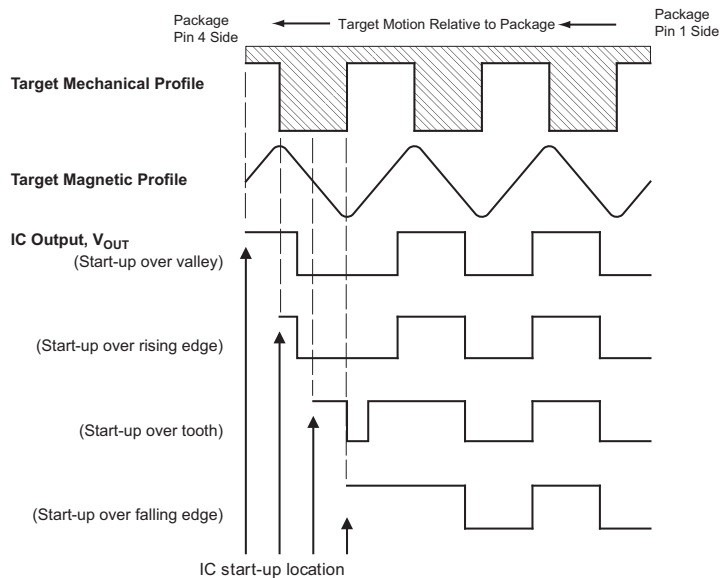 Package
Pin 4 Side
Target Motion Relative to Package
Package
Pin 1 Side
Target Mechanical Profile
Target Magnetic Profile
IC Output, VOUT
(Start-up over valley)
(Start-up over rising edge)
(Start-up over tooth)
(Start-up over falling edge)
IC start-up location